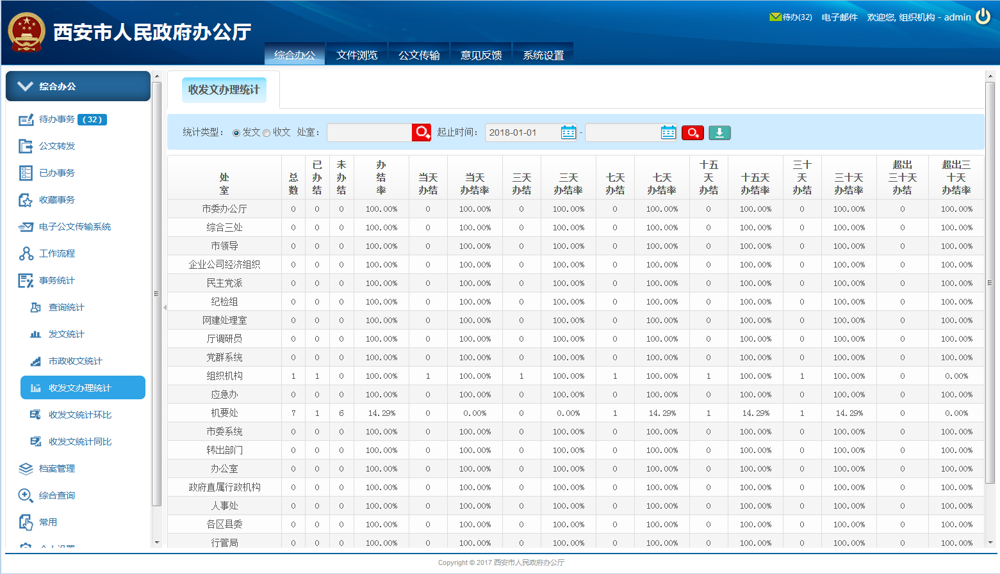 西安市人民政府办公厅
待办(32) 电子邮件 欢迎您, 组织机构 - admin
综合办公 文件浏览 公文传输 意见反馈 系统设置
综合办公
待办事务 ( 32 )
公文转发
已办事务
收藏事务
电子公文传输系统
工作流程
事务统计
查询统计
发文统计
市政收文统计
收发文办理统计
收发文统计环比
收发文统计同比
档案管理
综合查询
常用
收发文办理统计
统计类型： 发文 收文 处室： 起止时间： 2018-01-01 -
处室 总数 已办结 未办结 办结率 当天办结 当天办结率 三天办结 三天办结率 七天办结 七天办结率 十五天办结 十五天办结率 三十天办结 三十天办结率 超出三十天办结 超出三十天办结率
市委办公厅 0 0 0 100.00% 0 100.00% 0 100.00% 0 100.00% 0 100.00% 0 100.00% 0 100.00%
综合三处 0 0 0 100.00% 0 100.00% 0 100.00% 0 100.00% 0 100.00% 0 100.00% 0 100.00%
市领导 0 0 0 100.00% 0 100.00% 0 100.00% 0 100.00% 0 100.00% 0 100.00% 0 100.00%
企业公司经济组织 0 0 0 100.00% 0 100.00% 0 100.00% 0 100.00% 0 100.00% 0 100.00% 0 100.00%
民主党派 0 0 0 100.00% 0 100.00% 0 100.00% 0 100.00% 0 100.00% 0 100.00% 0 100.00%
纪检组 0 0 0 100.00% 0 100.00% 0 100.00% 0 100.00% 0 100.00% 0 100.00% 0 100.00%
网建处理室 0 0 0 100.00% 0 100.00% 0 100.00% 0 100.00% 0 100.00% 0 100.00% 0 100.00%
厅调研员 0 0 0 100.00% 0 100.00% 0 100.00% 0 100.00% 0 100.00% 0 100.00% 0 100.00%
党群系统 0 0 0 100.00% 0 100.00% 0 100.00% 0 100.00% 0 100.00% 0 100.00% 0 100.00%
组织机构 1 1 0 100.00% 1 100.00% 1 100.00% 1 100.00% 1 100.00% 1 100.00% 0 0.00%
应急办 0 0 0 100.00% 0 100.00% 0 100.00% 0 100.00% 0 100.00% 0 100.00% 0 100.00%
机要处 7 1 6 14.29% 0 0.00% 0 0.00% 1 14.29% 1 14.29% 1 14.29% 0 0.00%
市委系统 0 0 0 100.00% 0 100.00% 0 100.00% 0 100.00% 0 100.00% 0 100.00% 0 100.00%
转出部门 0 0 0 100.00% 0 100.00% 0 100.00% 0 100.00% 0 100.00% 0 100.00% 0 100.00%
办公室 0 0 0 100.00% 0 100.00% 0 100.00% 0 100.00% 0 100.00% 0 100.00% 0 100.00%
政府直属行政机构 0 0 0 100.00% 0 100.00% 0 100.00% 0 100.00% 0 100.00% 0 100.00% 0 100.00%
人事处 0 0 0 100.00% 0 100.00% 0 100.00% 0 100.00% 0 100.00% 0 100.00% 0 100.00%
各区县委 0 0 0 100.00% 0 100.00% 0 100.00% 0 100.00% 0 100.00% 0 100.00% 0 100.00%
行管局 0 0 0 100.00% 0 100.00% 0 100.00% 0 100.00% 0 100.00% 0 100.00% 0 100.00%
Copyright © 2017 西安市人民政府办公厅